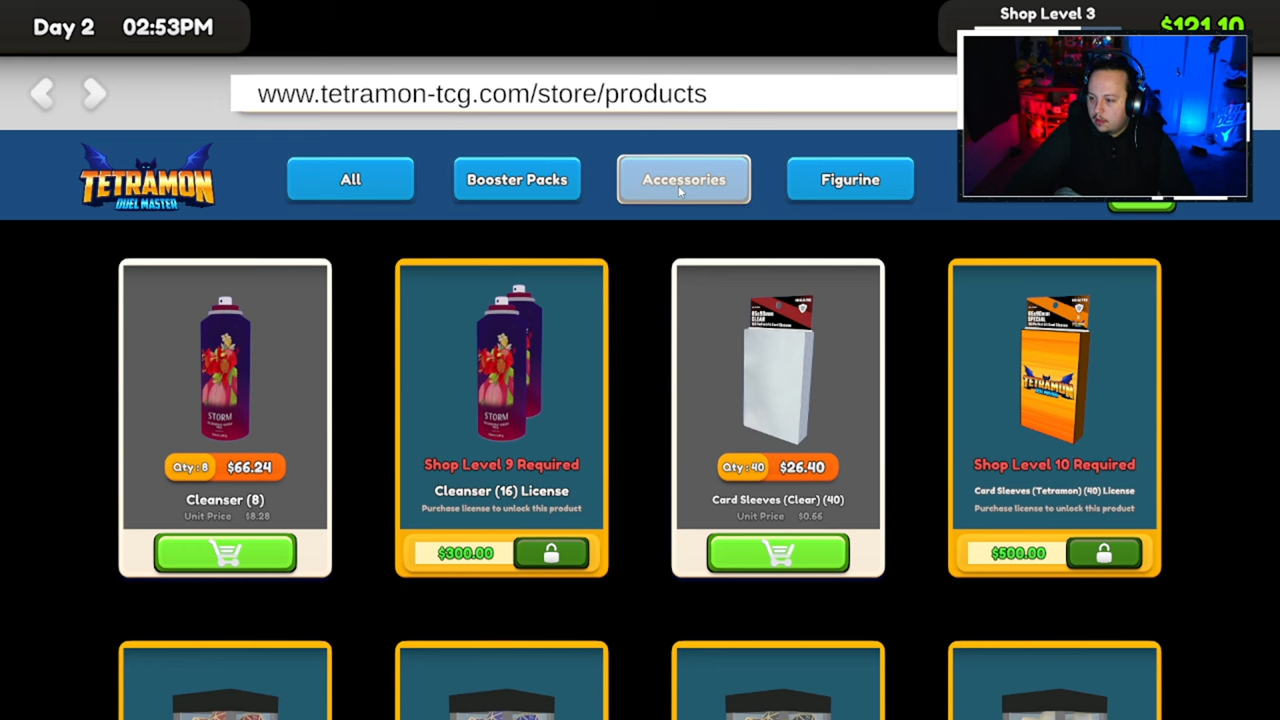 Day 2 02:53PM
Shop Level 3
$121.10
www.tetramon-tcg.com/store/products
TETRAMON
DUEL MASTER
All
Booster Packs
Accessories
Figurine
STORM
Qty: 8 $66.24
Cleanser (8)
Unit Price $8.28
STORM
Shop Level 9 Required
Cleanser (16) License
Purchase license to unlock this product
$300.00
CLEAR
Qty: 40 $26.40
Card Sleeves (Clear) (40)
Unit Price $0.66
SPECIAL
TETRAMON
Shop Level 10 Required
Card Sleeves (Tetramon) (40) License
Purchase license to unlock this product
$500.00